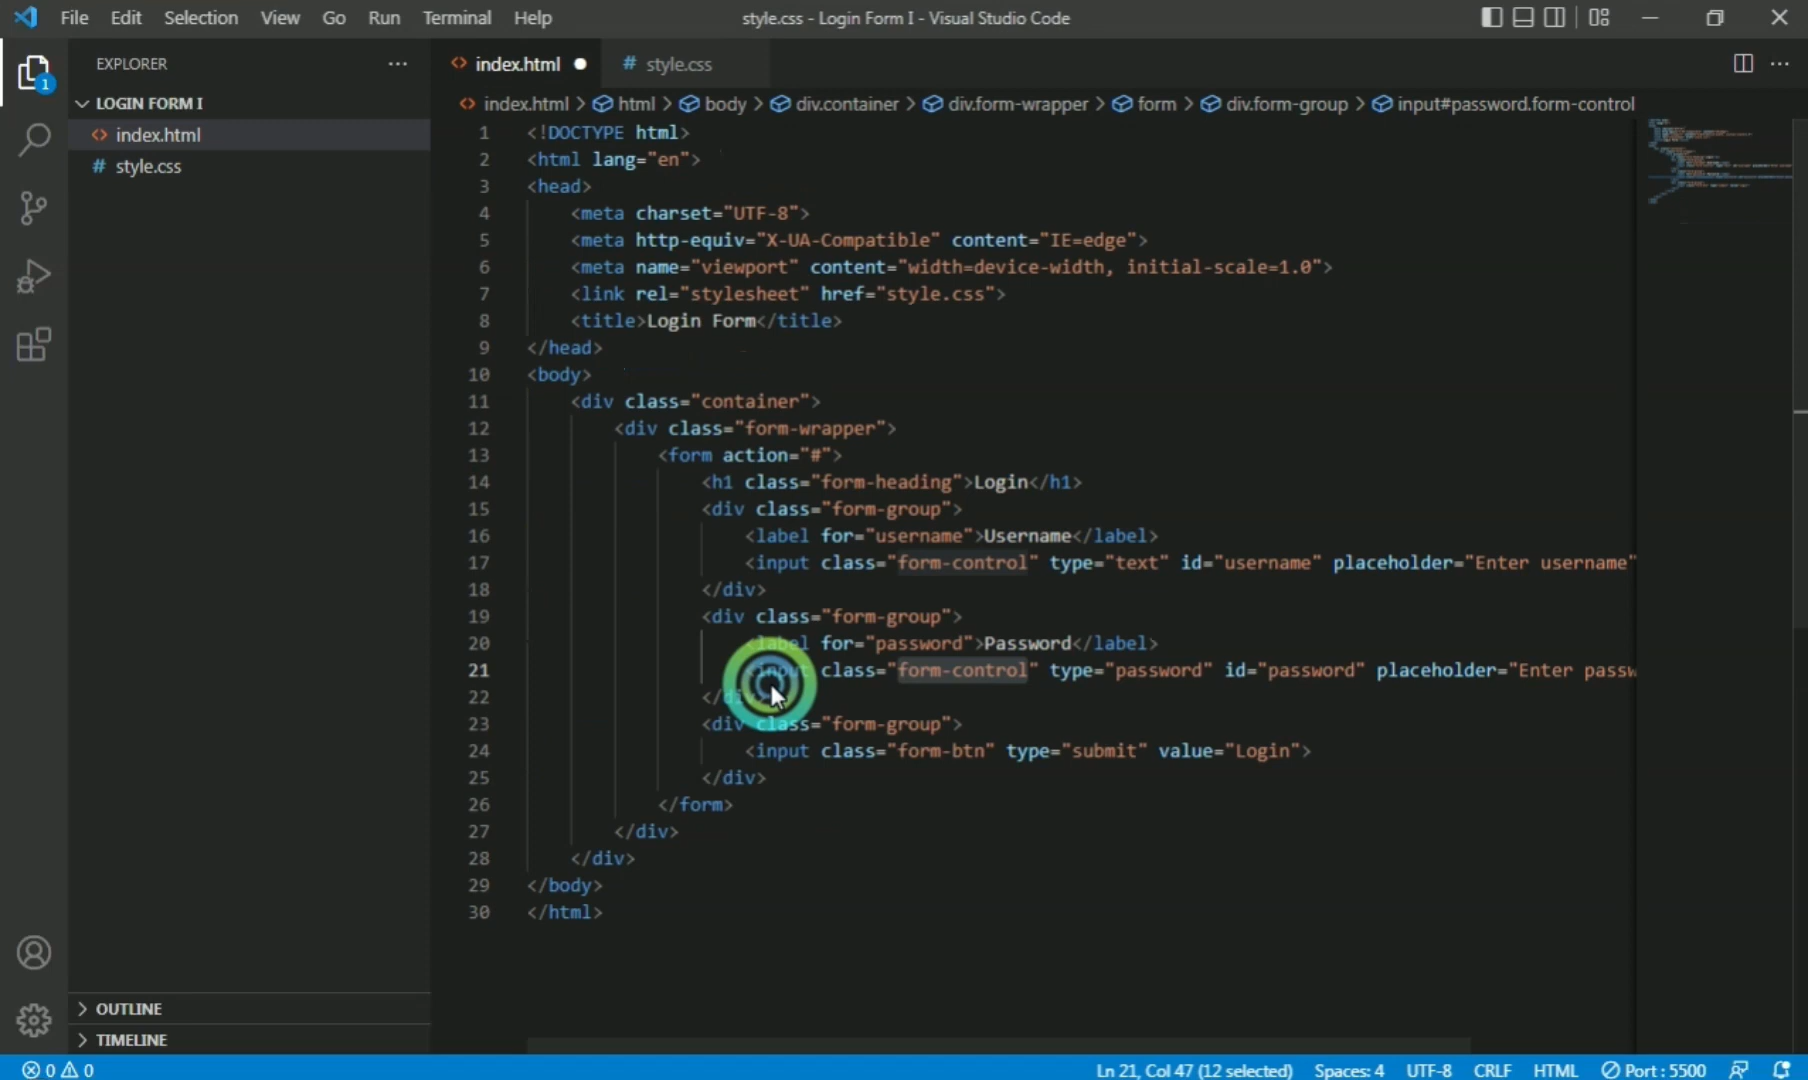 File Edit Selection View Go Run Terminal Help
style.css - Login Form I - Visual Studio Code
EXPLORER
LOGIN FORM I
index.html
style.css
1
index.html
style.css
index.html > html > body > div.container > div.form-wrapper > form > div.form-group > input#password.form-control
1 <!DOCTYPE html>
2 <html lang="en">
3 <head>
4 <meta charset="UTF-8">
5 <meta http-equiv="X-UA-Compatible" content="IE=edge">
6 <meta name="viewport" content="width=device-width, initial-scale=1.0">
7 <link rel="stylesheet" href="style.css">
8 <title>Login Form</title>
9 </head>
10 <body>
11 <div class="container">
12 <div class="form-wrapper">
13 <form action="#">
14 <h1 class="form-heading">Login</h1>
15 <div class="form-group">
16 <label for="username">Username</label>
17 <input class="form-control" type="text" id="username" placeholder="Enter username"
18 </div>
19 <div class="form-group">
20 <label for="password">Password</label>
21 <input class="form-control" type="password" id="password" placeholder="Enter passw
22 </div>
23 <div class="form-group">
24 <input class="form-btn" type="submit" value="Login">
25 </div>
26 </form>
27 </div>
28 </div>
29 </body>
30 </html>
OUTLINE
TIMELINE
0 0
Ln 21, Col 47 (12 selected) Spaces: 4 UTF-8 CRLF HTML Port : 5500